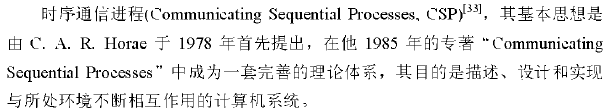 时序通信进程(Communicating Sequential Processes, CSP)[33]，其基本思想是
由 C. A. R. Horae 于 1978 年首先提出，在他 1985 年的专著“Communicating
Sequential Processes”中成为一套完善的理论体系，其目的是描述、设计和实现
与所处环境不断相互作用的计算机系统。